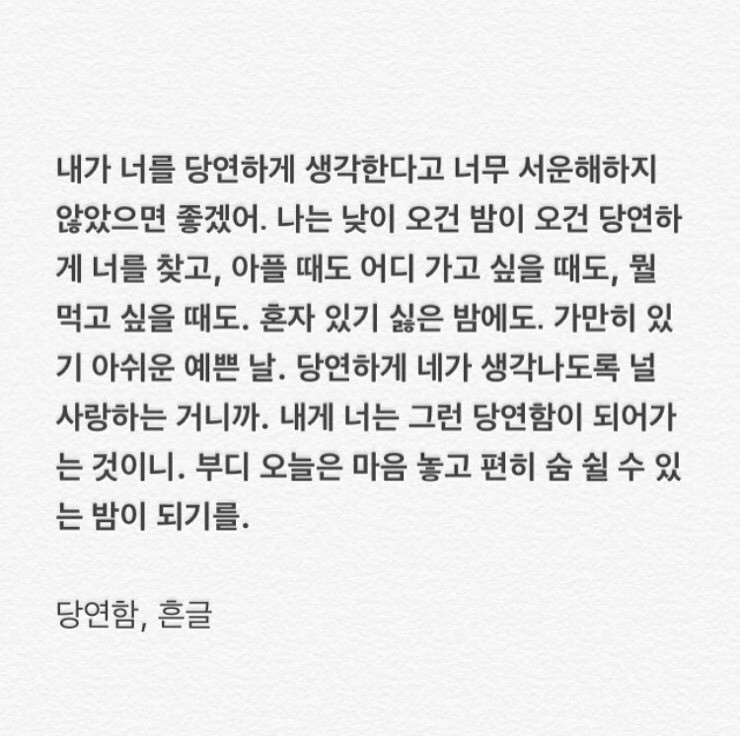 내가 너를 당연하게 생각한다고 너무 서운해하지
않았으면 좋겠어. 나는 낮이 오건 밤이 오건 당연하
게 너를 찾고, 아플 때도 어디 가고 싶을 때도, 뭘
먹고 싶을 때도. 혼자 있기 싫은 밤에도. 가만히 있
기 아쉬운 예쁜 날. 당연하게 네가 생각나도록 널
사랑하는 거니까. 내게 너는 그런 당연함이 되어가
는 것이니. 부디 오늘은 마음 놓고 편히 숨 쉴 수 있
는 밤이 되기를.
당연함, 흔글